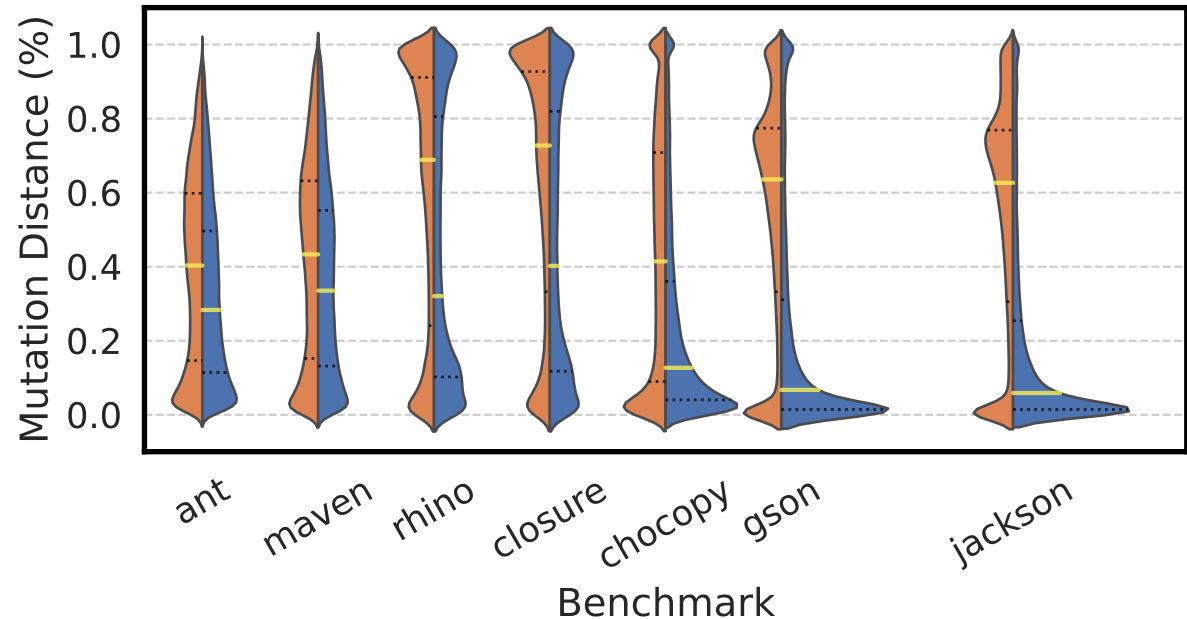 Mutation Distance (%)
1.0
0.8
0.6
0.4
0.2
0.0
ant
maven
rhino
closure
chocopy
gson
jackson
Benchmark